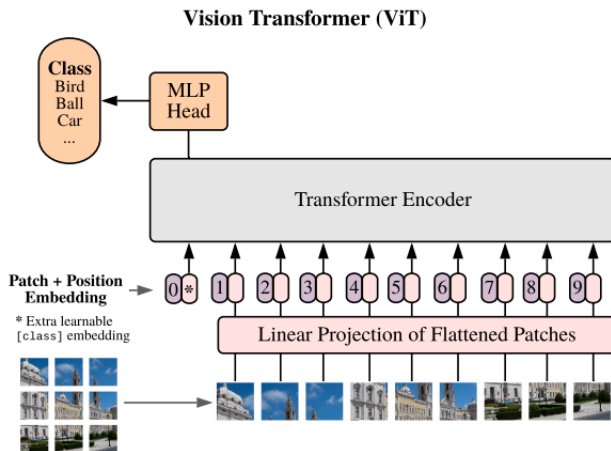 Vision Transformer (ViT)
Class
Bird
Ball
Car
...
MLP
Head
Transformer Encoder
Patch + Position
Embedding
0 * 1 2 3 4 5 6 7 8 9
* Extra learnable
[class] embedding
Linear Projection of Flattened Patches